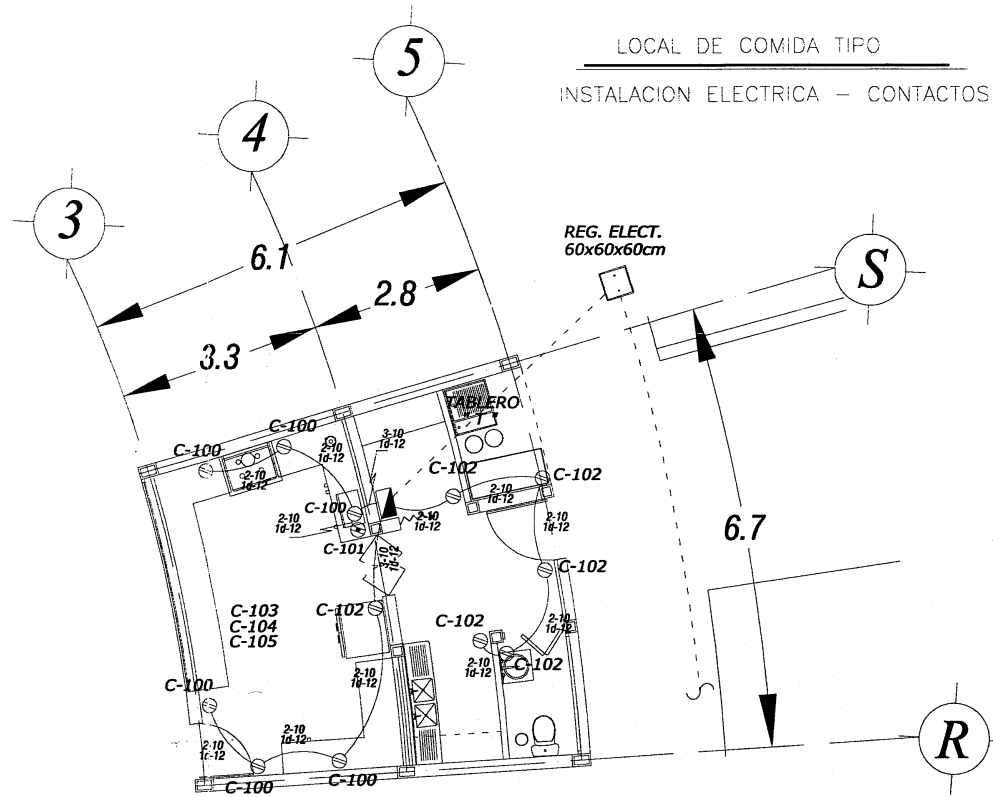 LOCAL DE COMIDA TIPO
INSTALACION ELECTRICA – CONTACTOS
5
4
3
6.1
2.8
3.3
REG. ELECT.
60x60x60cm
S
TABLERO
" T "
C-100
C-100
2-10
1d-12
2-10
1d-12
3-10
1d-12
C-102
C-102
2-10
1d-12
C-100
2-10
1d-12
2-10
1d-12
2-10
1d-12
C-101
3-10
1d-12
C-102
6.7
C-103
C-104
C-105
C-102
C-102
2-10
1d-12
2-10
1d-12
C-102
2-10
1d-12
C-100
2-10
1d-12
2-10
C-100
C-100
R